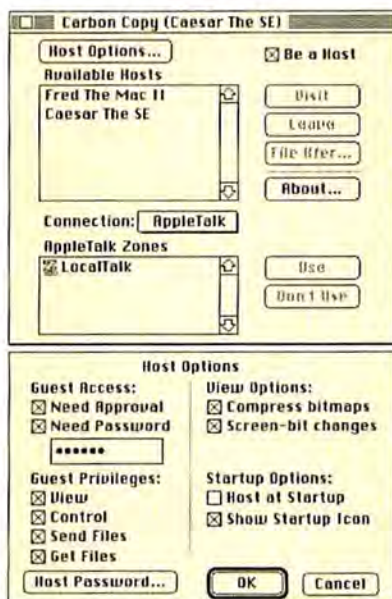 Carbon Copy (Caesar The SE)
Host Options...
Be a Host
Available Hosts
Fred The Mac II
Caesar The SE
Visit
Leave
File Xfer...
About...
Connection: AppleTalk
AppleTalk Zones
LocalTalk
Use
Don't Use
Host Options
Guest Access:
Need Approval
Need Password
••••••
Guest Privileges:
View
Control
Send Files
Get Files
View Options:
Compress bitmaps
Screen-bit changes
Startup Options:
Host at Startup
Show Startup Icon
Host Password...
OK
Cancel